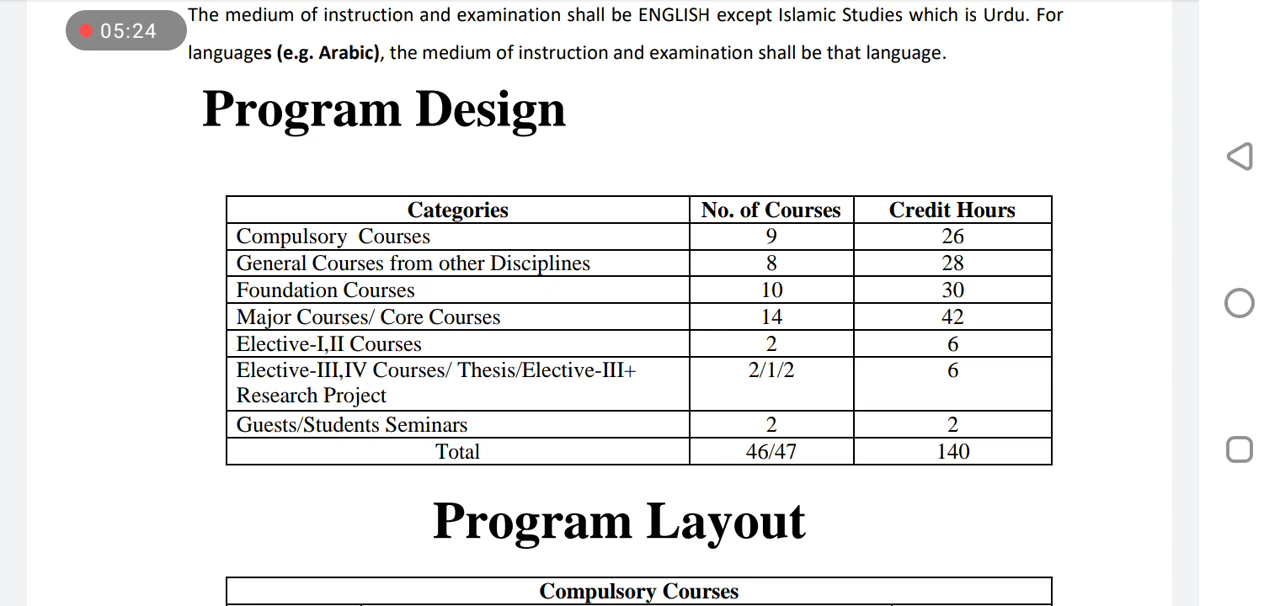 05:24
The medium of instruction and examination shall be ENGLISH except Islamic Studies which is Urdu. For
languages (e.g. Arabic), the medium of instruction and examination shall be that language.
Program Design
Categories No. of Courses Credit Hours
Compulsory Courses 9 26
General Courses from other Disciplines 8 28
Foundation Courses 10 30
Major Courses/ Core Courses 14 42
Elective-I,II Courses 2 6
Elective-III,IV Courses/ Thesis/Elective-III+ 2/1/2 6
Research Project
Guests/Students Seminars 2 2
Total 46/47 140
Program Layout
Compulsory Courses